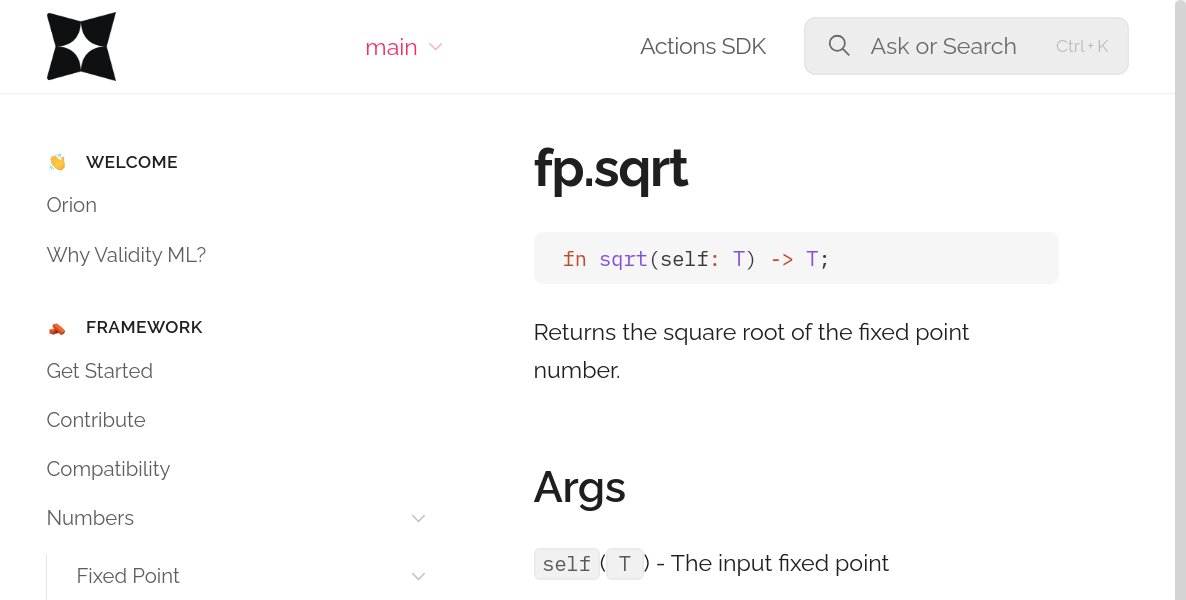 main
Actions SDK
Ask or Search
Ctrl+K
WELCOME
Orion
Why Validity ML?
FRAMEWORK
Get Started
Contribute
Compatibility
Numbers
Fixed Point
fp.sqrt
fn sqrt(self: T) -> T;
Returns the square root of the fixed point
number.
Args
self(T) - The input fixed point